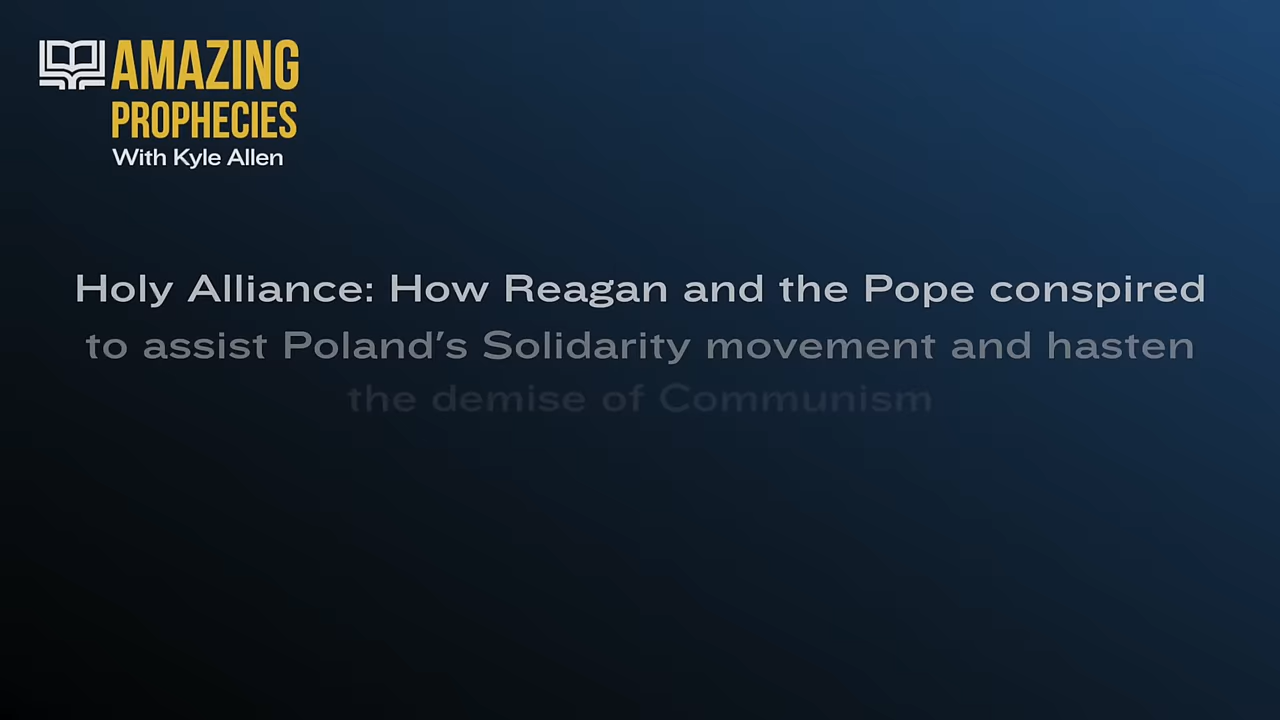 AMAZING
PROPHECIES
With Kyle Allen
Holy Alliance: How Reagan and the Pope conspired
to assist Poland's Solidarity movement and hasten
the demise of Communism